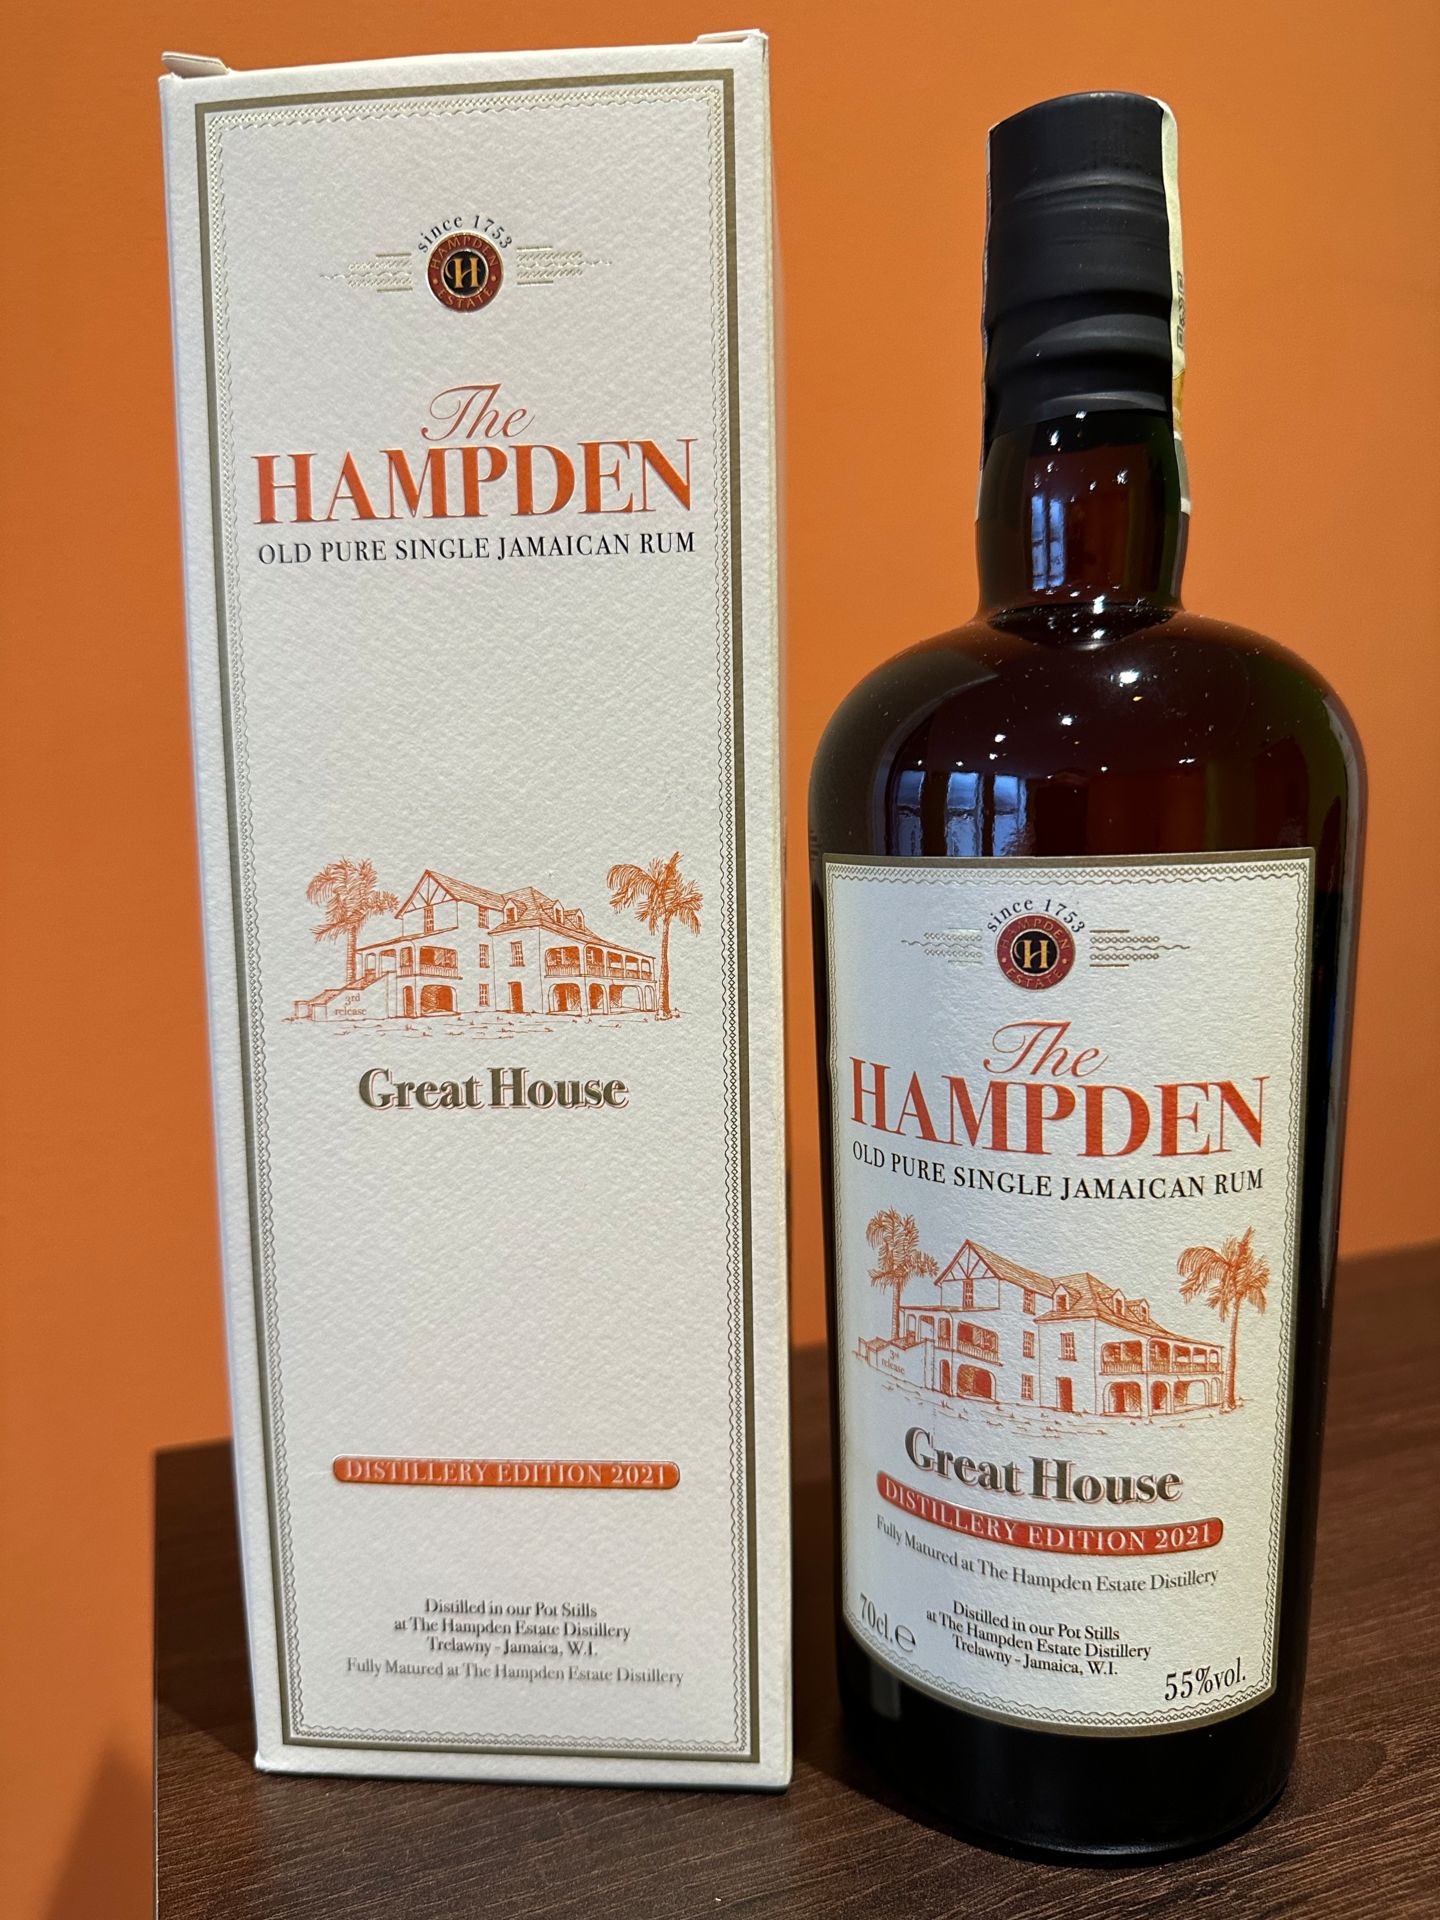 since 1753
HAMPDEN
H
ESTATE
The
HAMPDEN
OLD PURE SINGLE JAMAICAN RUM
3rd
release
Great House
DISTILLERY EDITION 2021
Distilled in our Pot Stills
at The Hampden Estate Distillery
Trelawny - Jamaica, W.I.
Fully Matured at The Hampden Estate Distillery
since 1753
HAMPDEN
H
ESTATE
The
HAMPDEN
OLD PURE SINGLE JAMAICAN RUM
3rd
release
Great House
DISTILLERY EDITION 2021
Fully Matured at The Hampden Estate Distillery
70cl. ℮
Distilled in our Pot Stills
at The Hampden Estate Distillery
Trelawny - Jamaica, W.I.
55%vol.